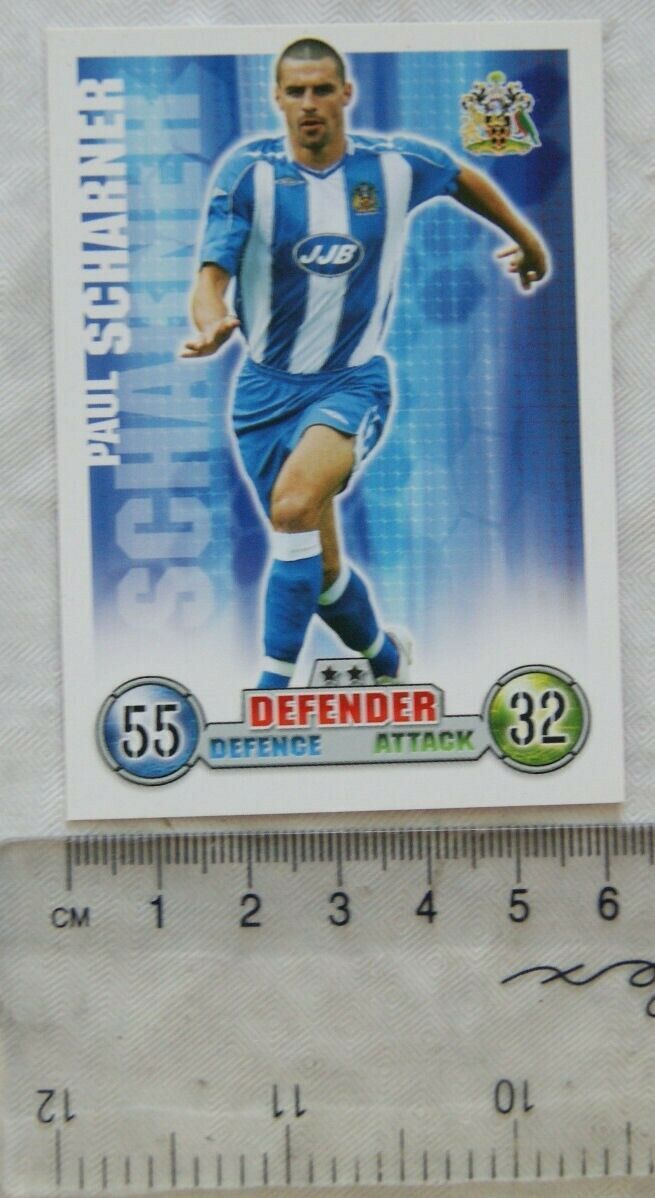 PAUL SCHARNER
SCHARNER
JJB
DEFENDER
55
DEFENCE
ATTACK
32
CM 1 2 3 4 5 6
12 11 10